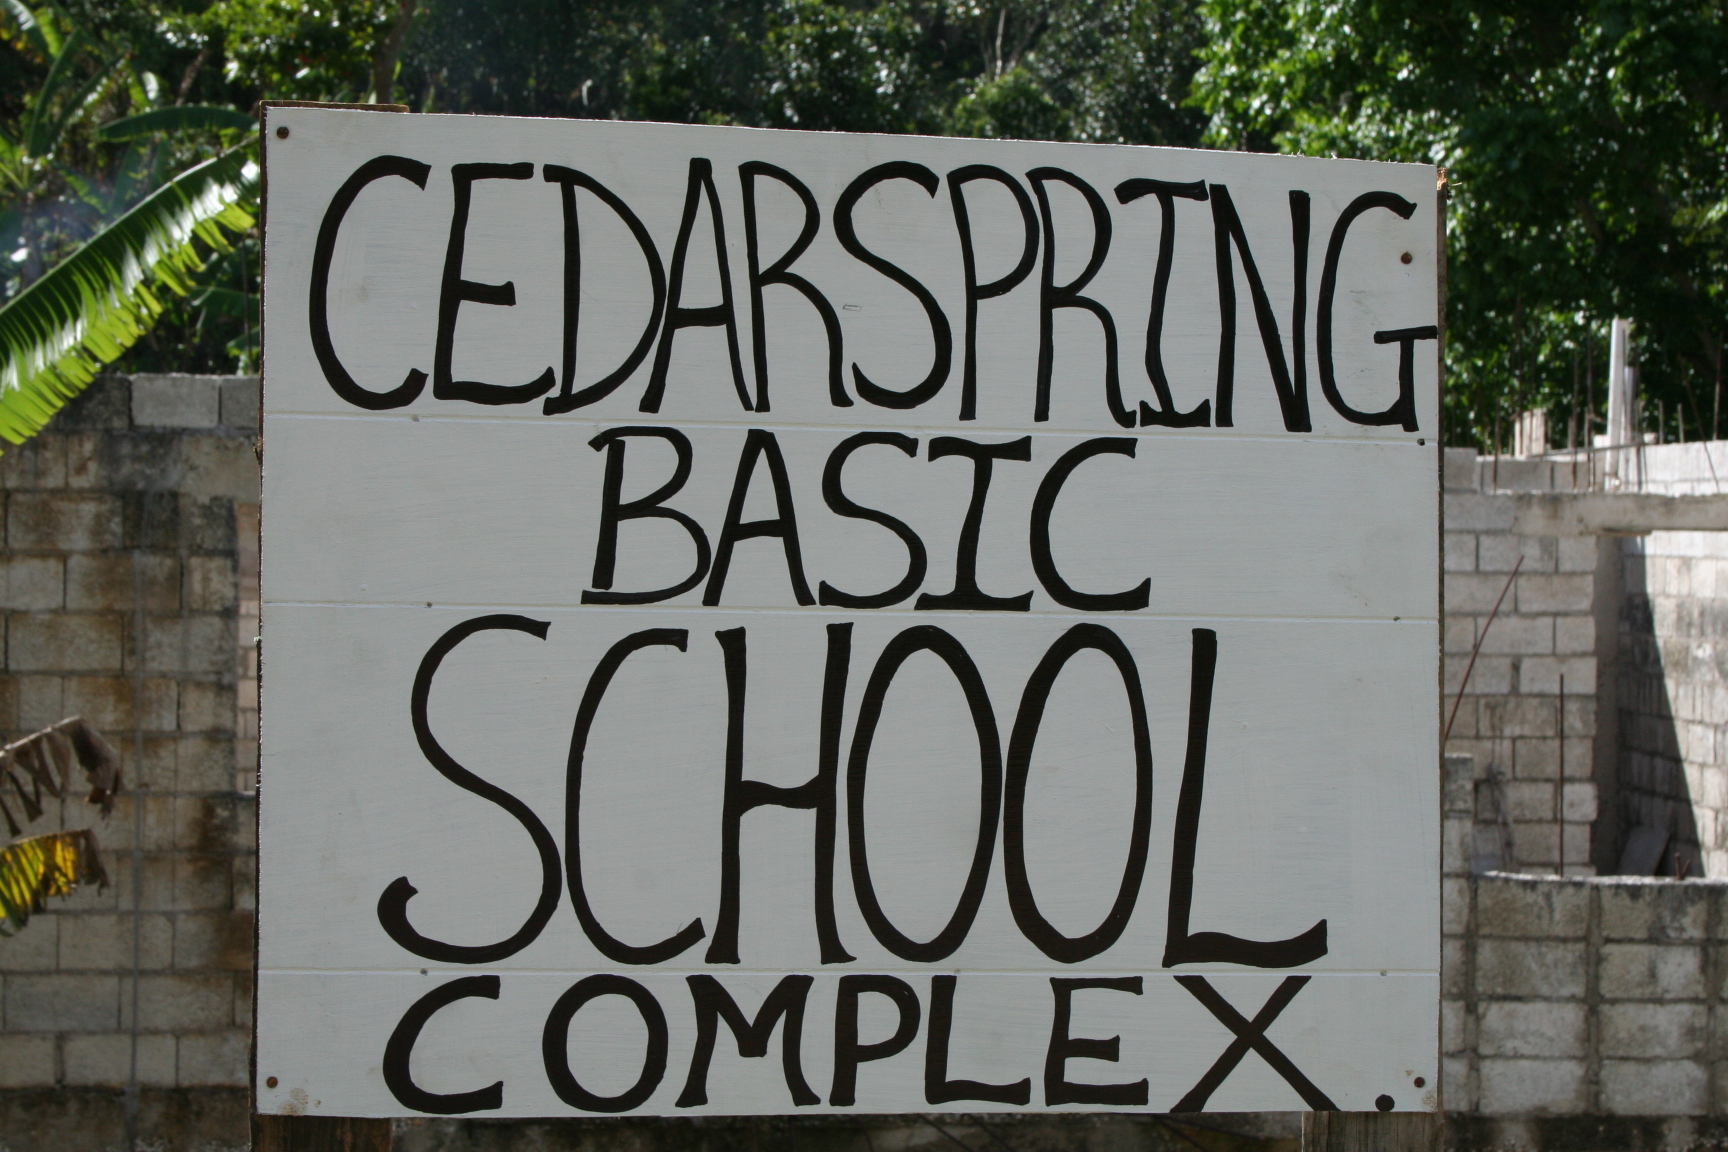 CEDARSPRING
BASIC
SCHOOL
COMPLEX.